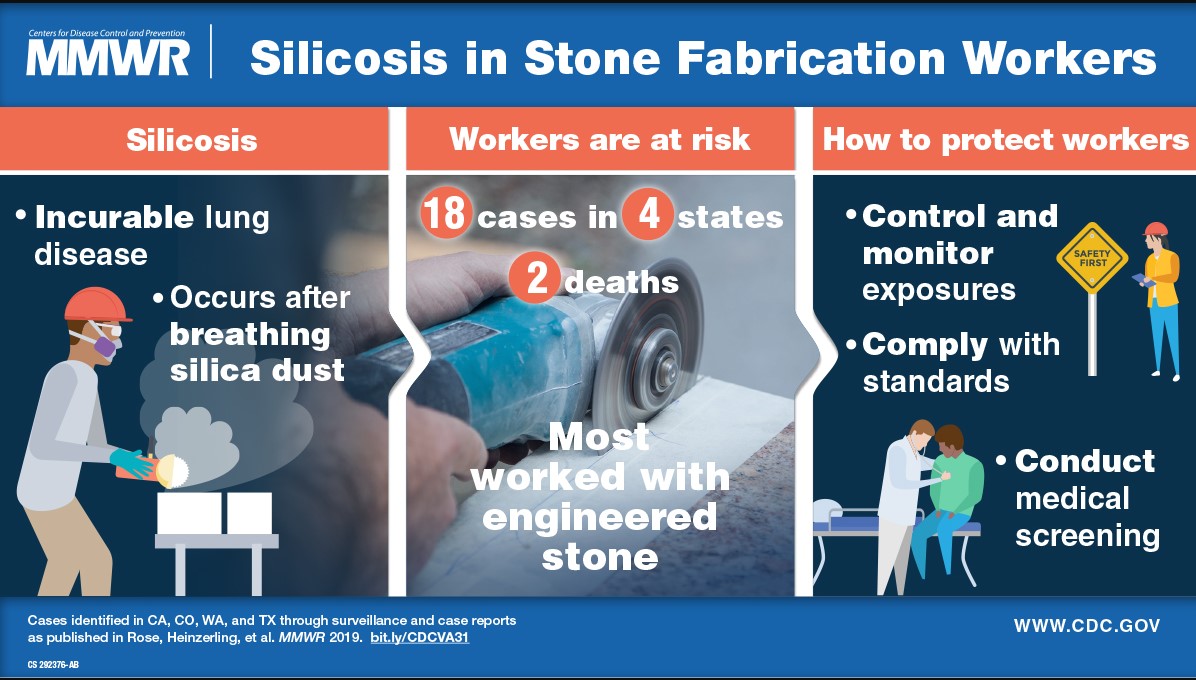 Centers for Disease Control and Prevention
MMWR
Silicosis in Stone Fabrication Workers
Silicosis
• Incurable lung
disease
• Occurs after
breathing
silica dust
Workers are at risk
18 cases in 4 states
2 deaths
Most
worked with
engineered
stone
How to protect workers
• Control and
monitor
exposures
SAFETY
FIRST
• Comply with
standards
• Conduct
medical
screening
Cases identified in CA, CO, WA, and TX through surveillance and case reports
as published in Rose, Heinzerling, et al. MMWR 2019. bit.ly/CDCVA31
CS 292376-AB
WWW.CDC.GOV